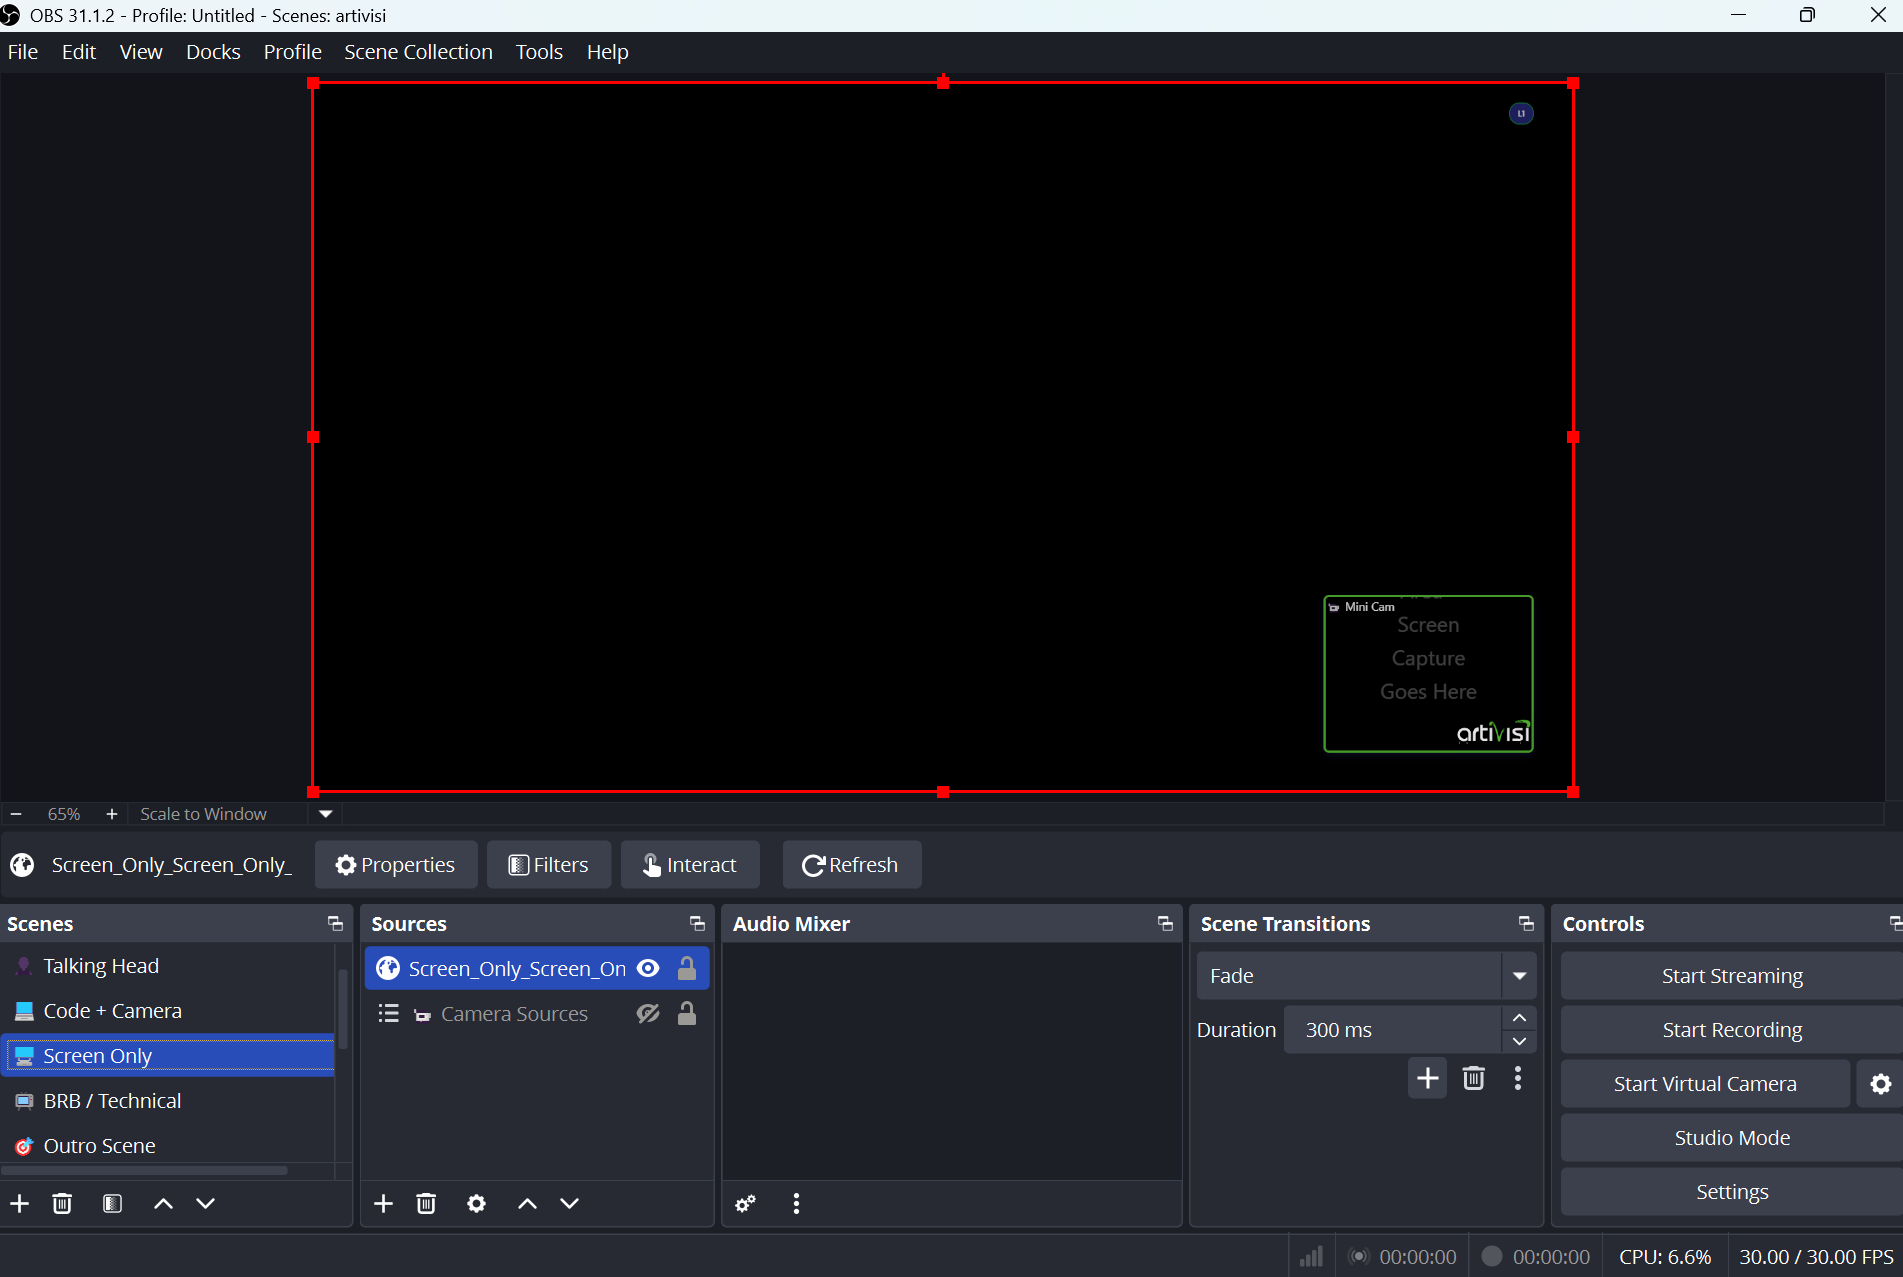 OBS 31.1.2 - Profile: Untitled - Scenes: artivisi
File Edit View Docks Profile Scene Collection Tools Help
L1
Mini Cam
Screen
Capture
Goes Here
artivisi
65% Scale to Window
Screen_Only_Screen_Only_ Properties Filters Interact Refresh
Scenes
Talking Head
Code + Camera
Screen Only
BRB / Technical
Outro Scene
Sources
Screen_Only_Screen_On
Camera Sources
Audio Mixer
Scene Transitions
Fade
Duration 300 ms
Controls
Start Streaming
Start Recording
Start Virtual Camera
Studio Mode
Settings
00:00:00 00:00:00 CPU: 6.6% 30.00 / 30.00 FPS